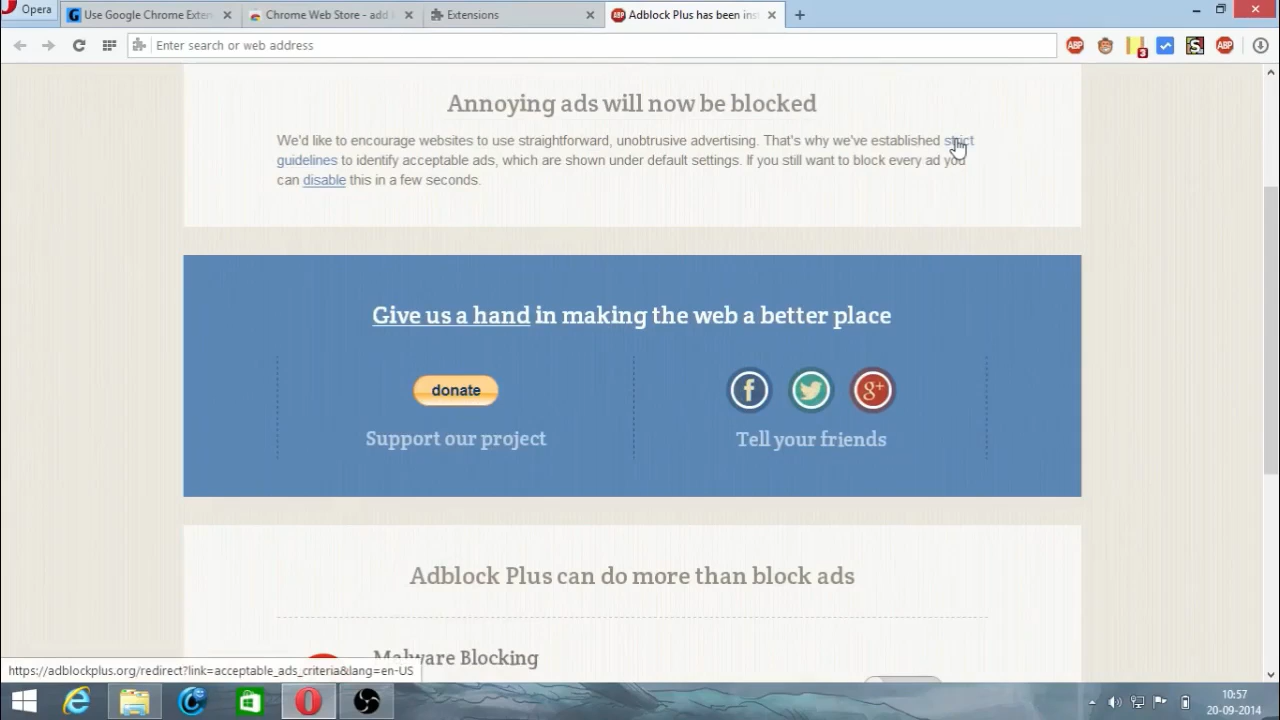 Opera
Use Google Chrome Exten
Chrome Web Store - add
Extensions
Adblock Plus has been ins
Enter search or web address
ABP
3
S
ABP
Annoying ads will now be blocked
We'd like to encourage websites to use straightforward, unobtrusive advertising. That's why we've established strict
guidelines to identify acceptable ads, which are shown under default settings. If you still want to block every ad you
can disable this in a few seconds.
Give us a hand in making the web a better place
donate
f
g+
Support our project
Tell your friends
Adblock Plus can do more than block ads
Malware Blocking
https://adblockplus.org/redirect?link=acceptable_ads_criteria&lang=en-US
10:57
20-09-2014